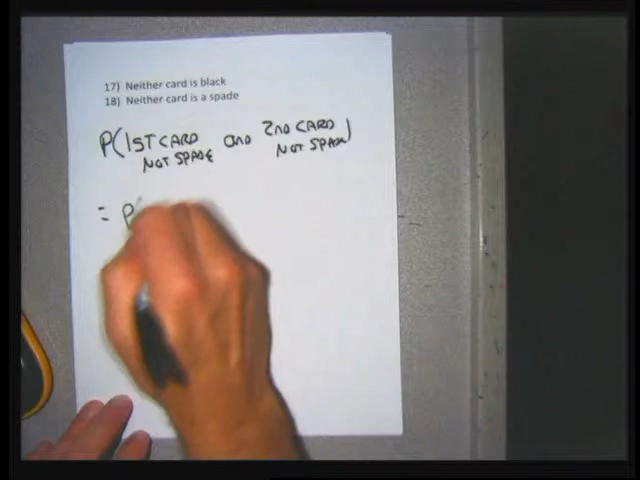 17) Neither card is black
18) Neither card is a spade
P(1ST CARD NOT SPADE AND 2ND CARD NOT SPADE)
= P(